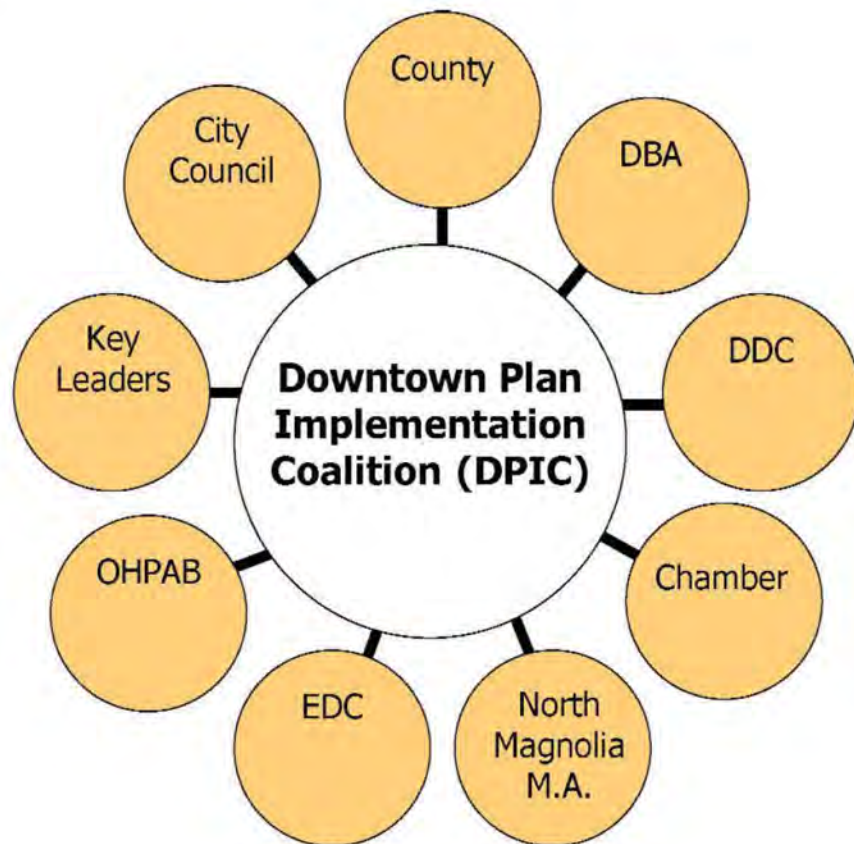 County
DBA
DDC
Chamber
North
Magnolia
M.A.
EDC
OHPAB
Key
Leaders
City
Council
Downtown Plan
Implementation
Coalition (DPIC)